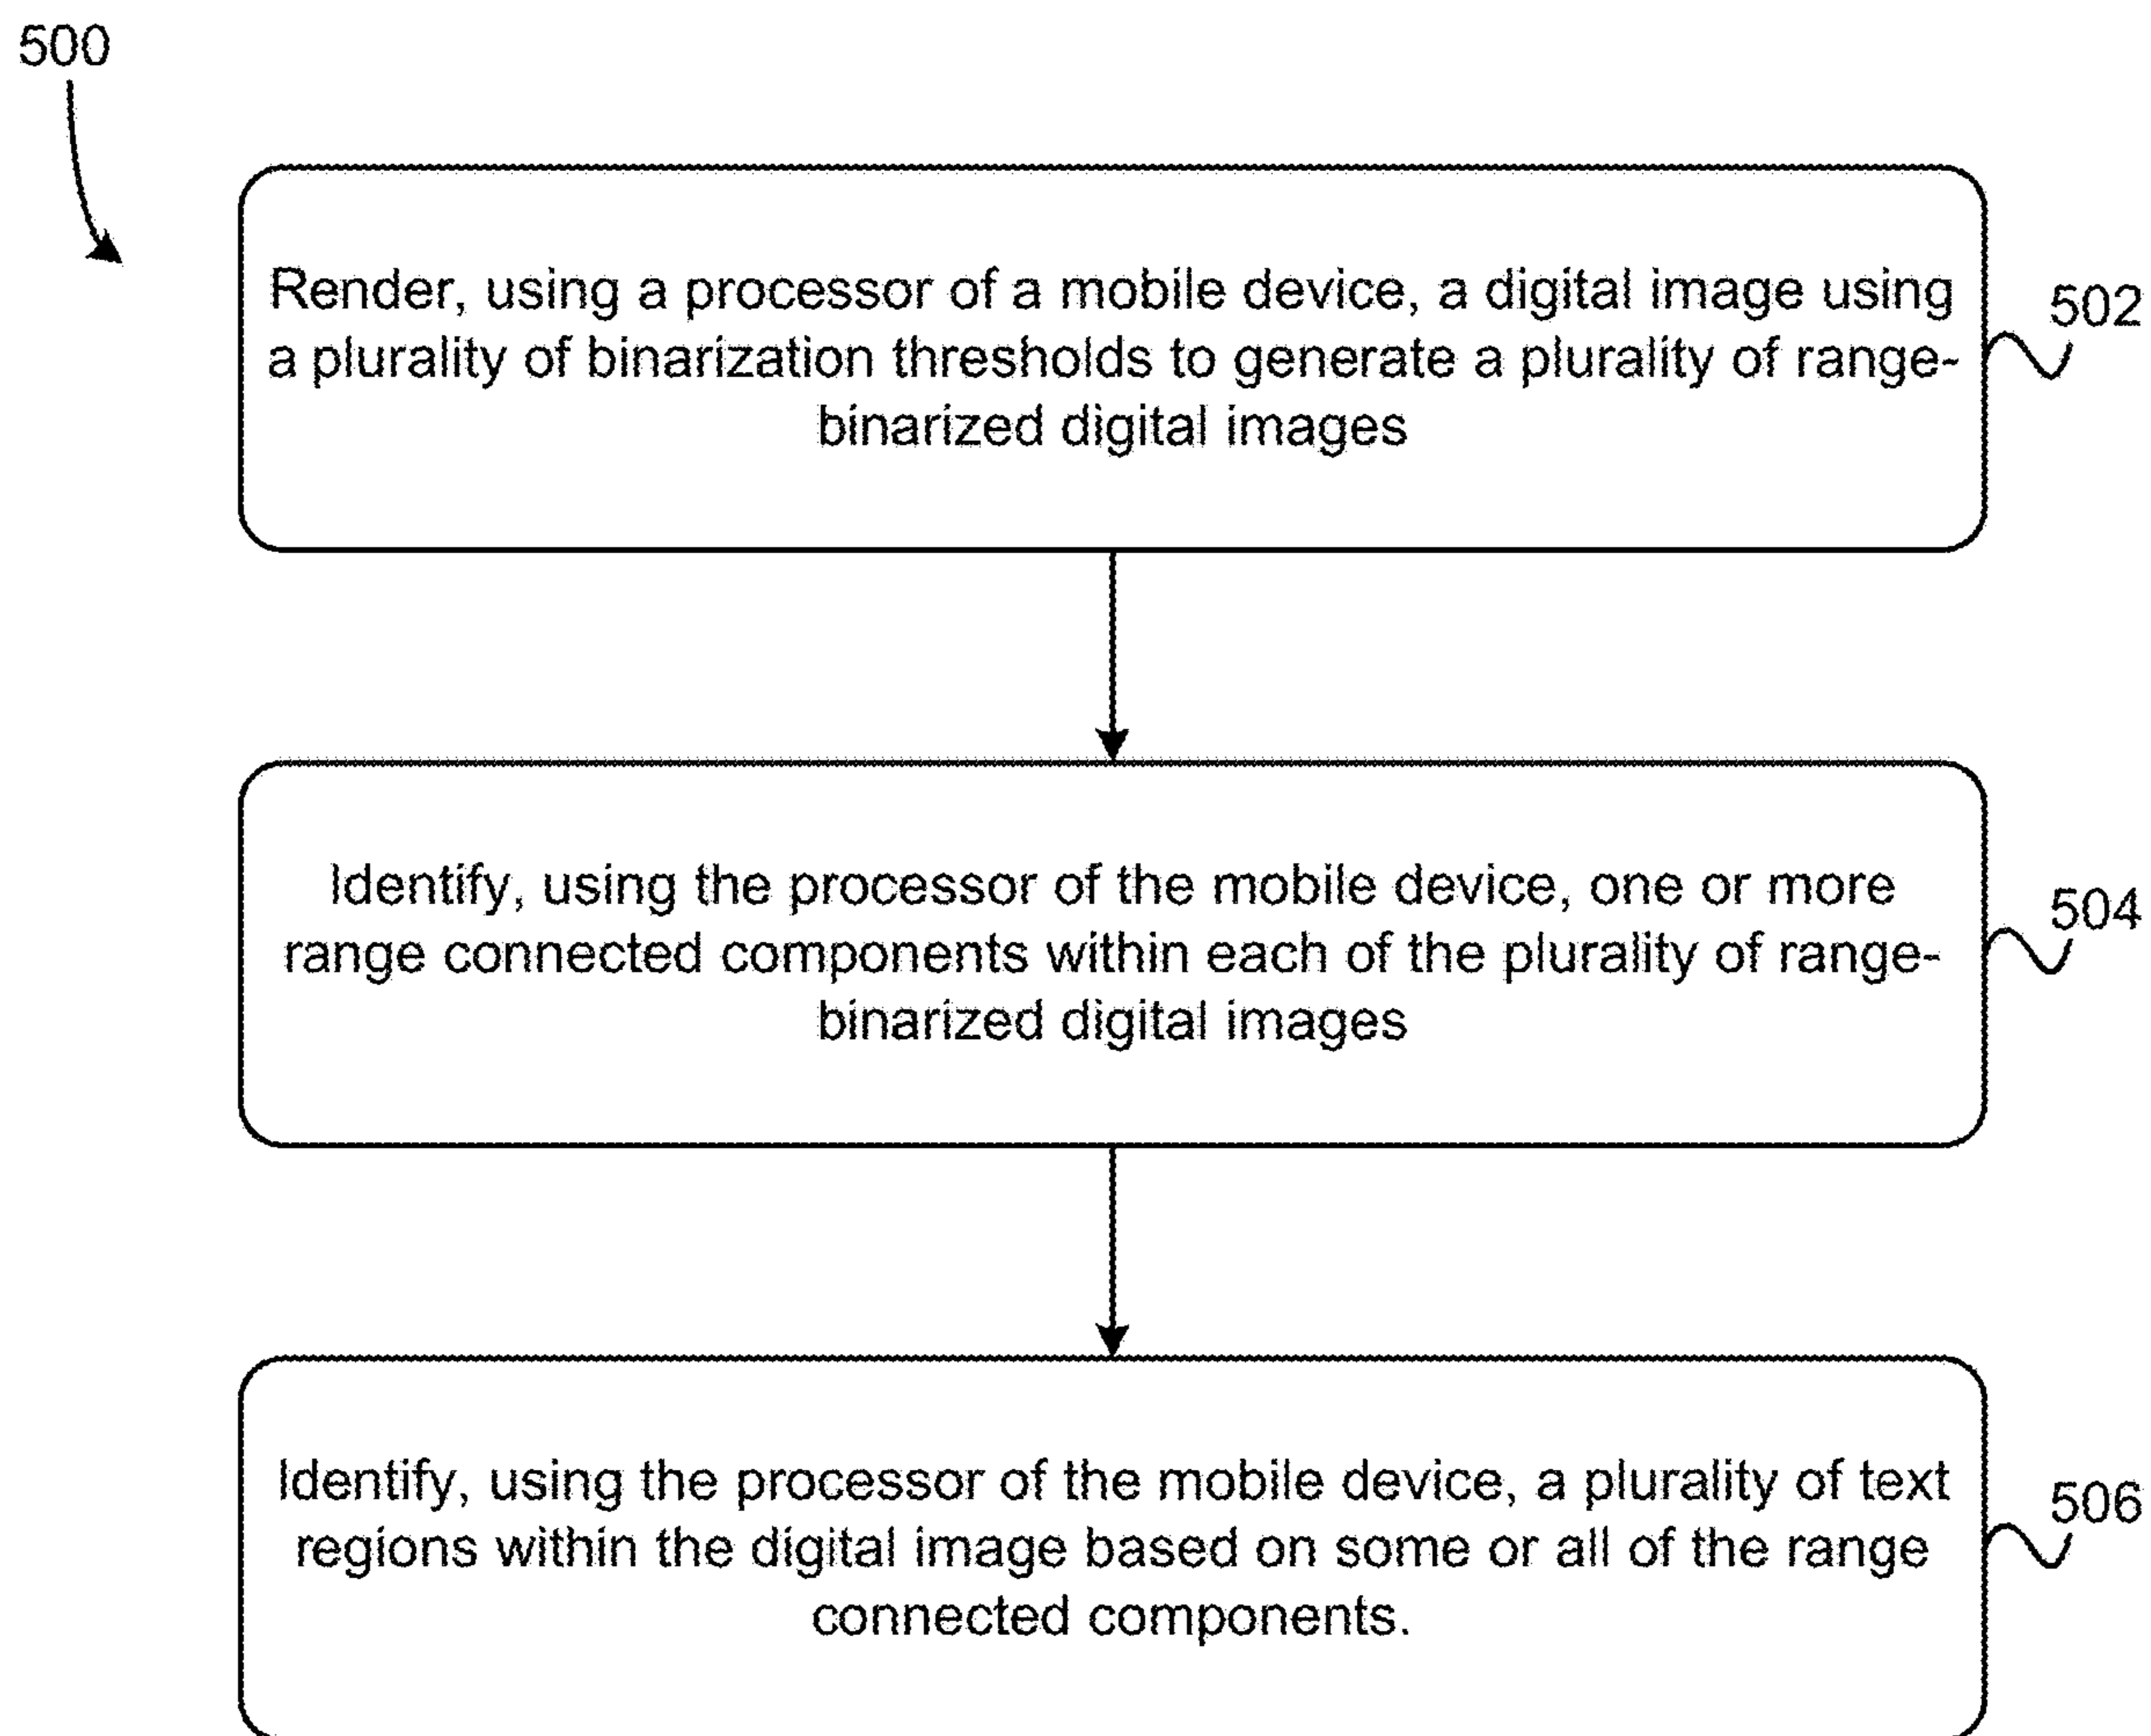 500
Render, using a processor of a mobile device, a digital image using
a plurality of binarization thresholds to generate a plurality of range-
binarized digital images
502
Identify, using the processor of the mobile device, one or more
range connected components within each of the plurality of range-
binarized digital images
504
Identify, using the processor of the mobile device, a plurality of text
regions within the digital image based on some or all of the range
connected components.
506